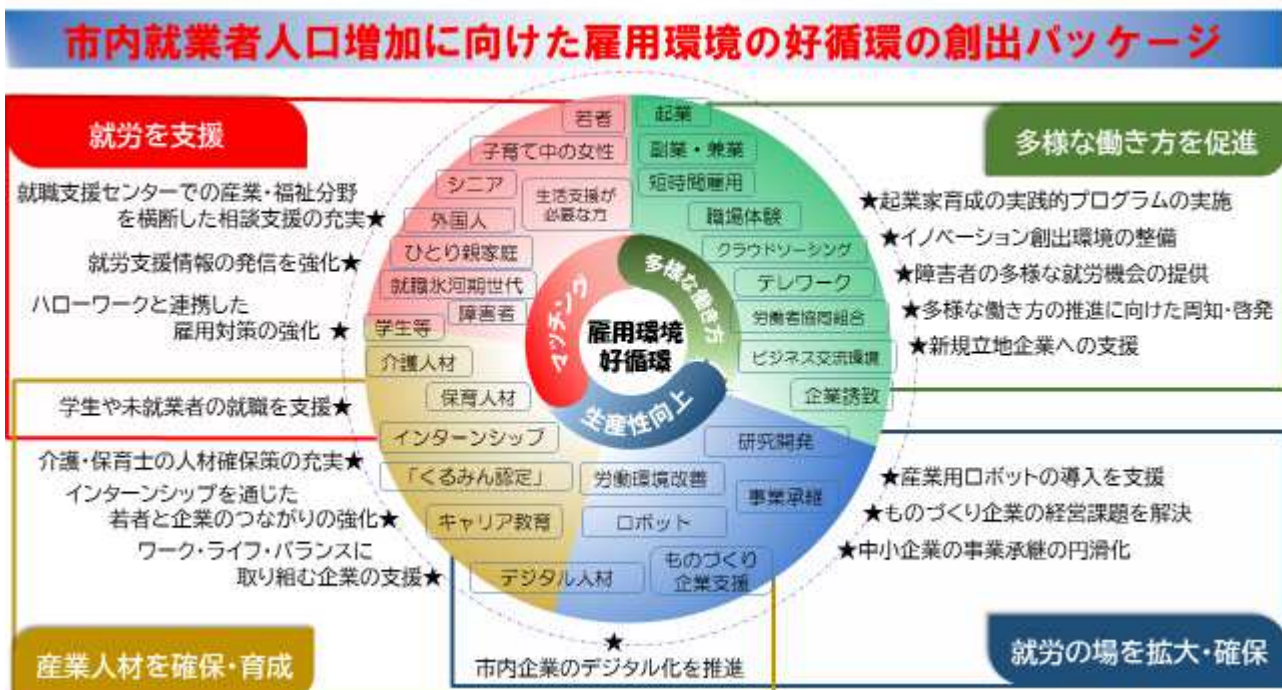 市内就業者人口増加に向けた雇用環境の好循環の創出パッケージ
就労を支援
就職支援センターでの産業・福祉分野
を横断した相談支援の充実★
就労支援情報の発信を強化★
ハローワークと連携した
雇用対策の強化 ★
学生や未就業者の就職を支援★
介護・保育士の人材確保策の充実★
インターンシップを通じた
若者と企業のつながりの強化★
ワーク・ライフ・バランスに
取り組む企業の支援★
産業人材を確保・育成
若者
子育て中の女性
シニア
生活支援が
必要な方
外国人
ひとり親家庭
就職氷河期世代
障害者
学生等
介護人材
保育人材
インターンシップ
「くるみん認定」
キャリア教育
デジタル人材
起業
副業・兼業
短時間雇用
職場体験
クラウドソーシング
テレワーク
労働者協同組合
ビジネス交流環境
企業誘致
研究開発
労働環境改善
事業承継
ロボット
ものづくり
企業支援
マッチング
多様な働き方
生産性向上
雇用環境
好循環
多様な働き方を促進
★起業家育成の実践的プログラムの実施
★イノベーション創出環境の整備
★障害者の多様な就労機会の提供
★多様な働き方の推進に向けた周知・啓発
★新規立地企業への支援
★産業用ロボットの導入を支援
★ものづくり企業の経営課題を解決
★中小企業の事業承継の円滑化
就労の場を拡大・確保
★
市内企業のデジタル化を推進